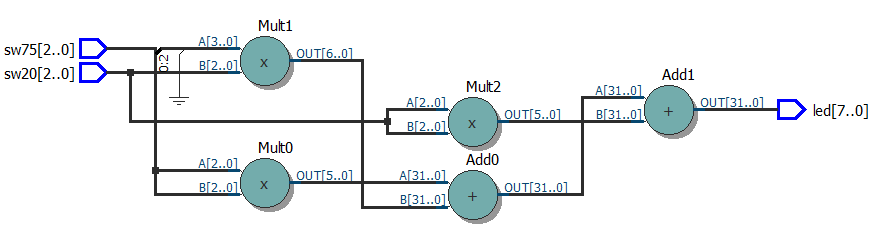 Mult1
sw75[2..0]
A[3..0]
OUT[6..0]
0:2
x
sw20[2..0]
B[2..0]
Mult2
A[2..0]
OUT[5..0]
x
B[2..0]
Add1
A[31..0]
OUT[31..0]
+
B[31..0]
led[7..0]
Mult0
A[2..0]
OUT[5..0]
x
B[2..0]
Add0
A[31..0]
OUT[31..0]
+
B[31..0]